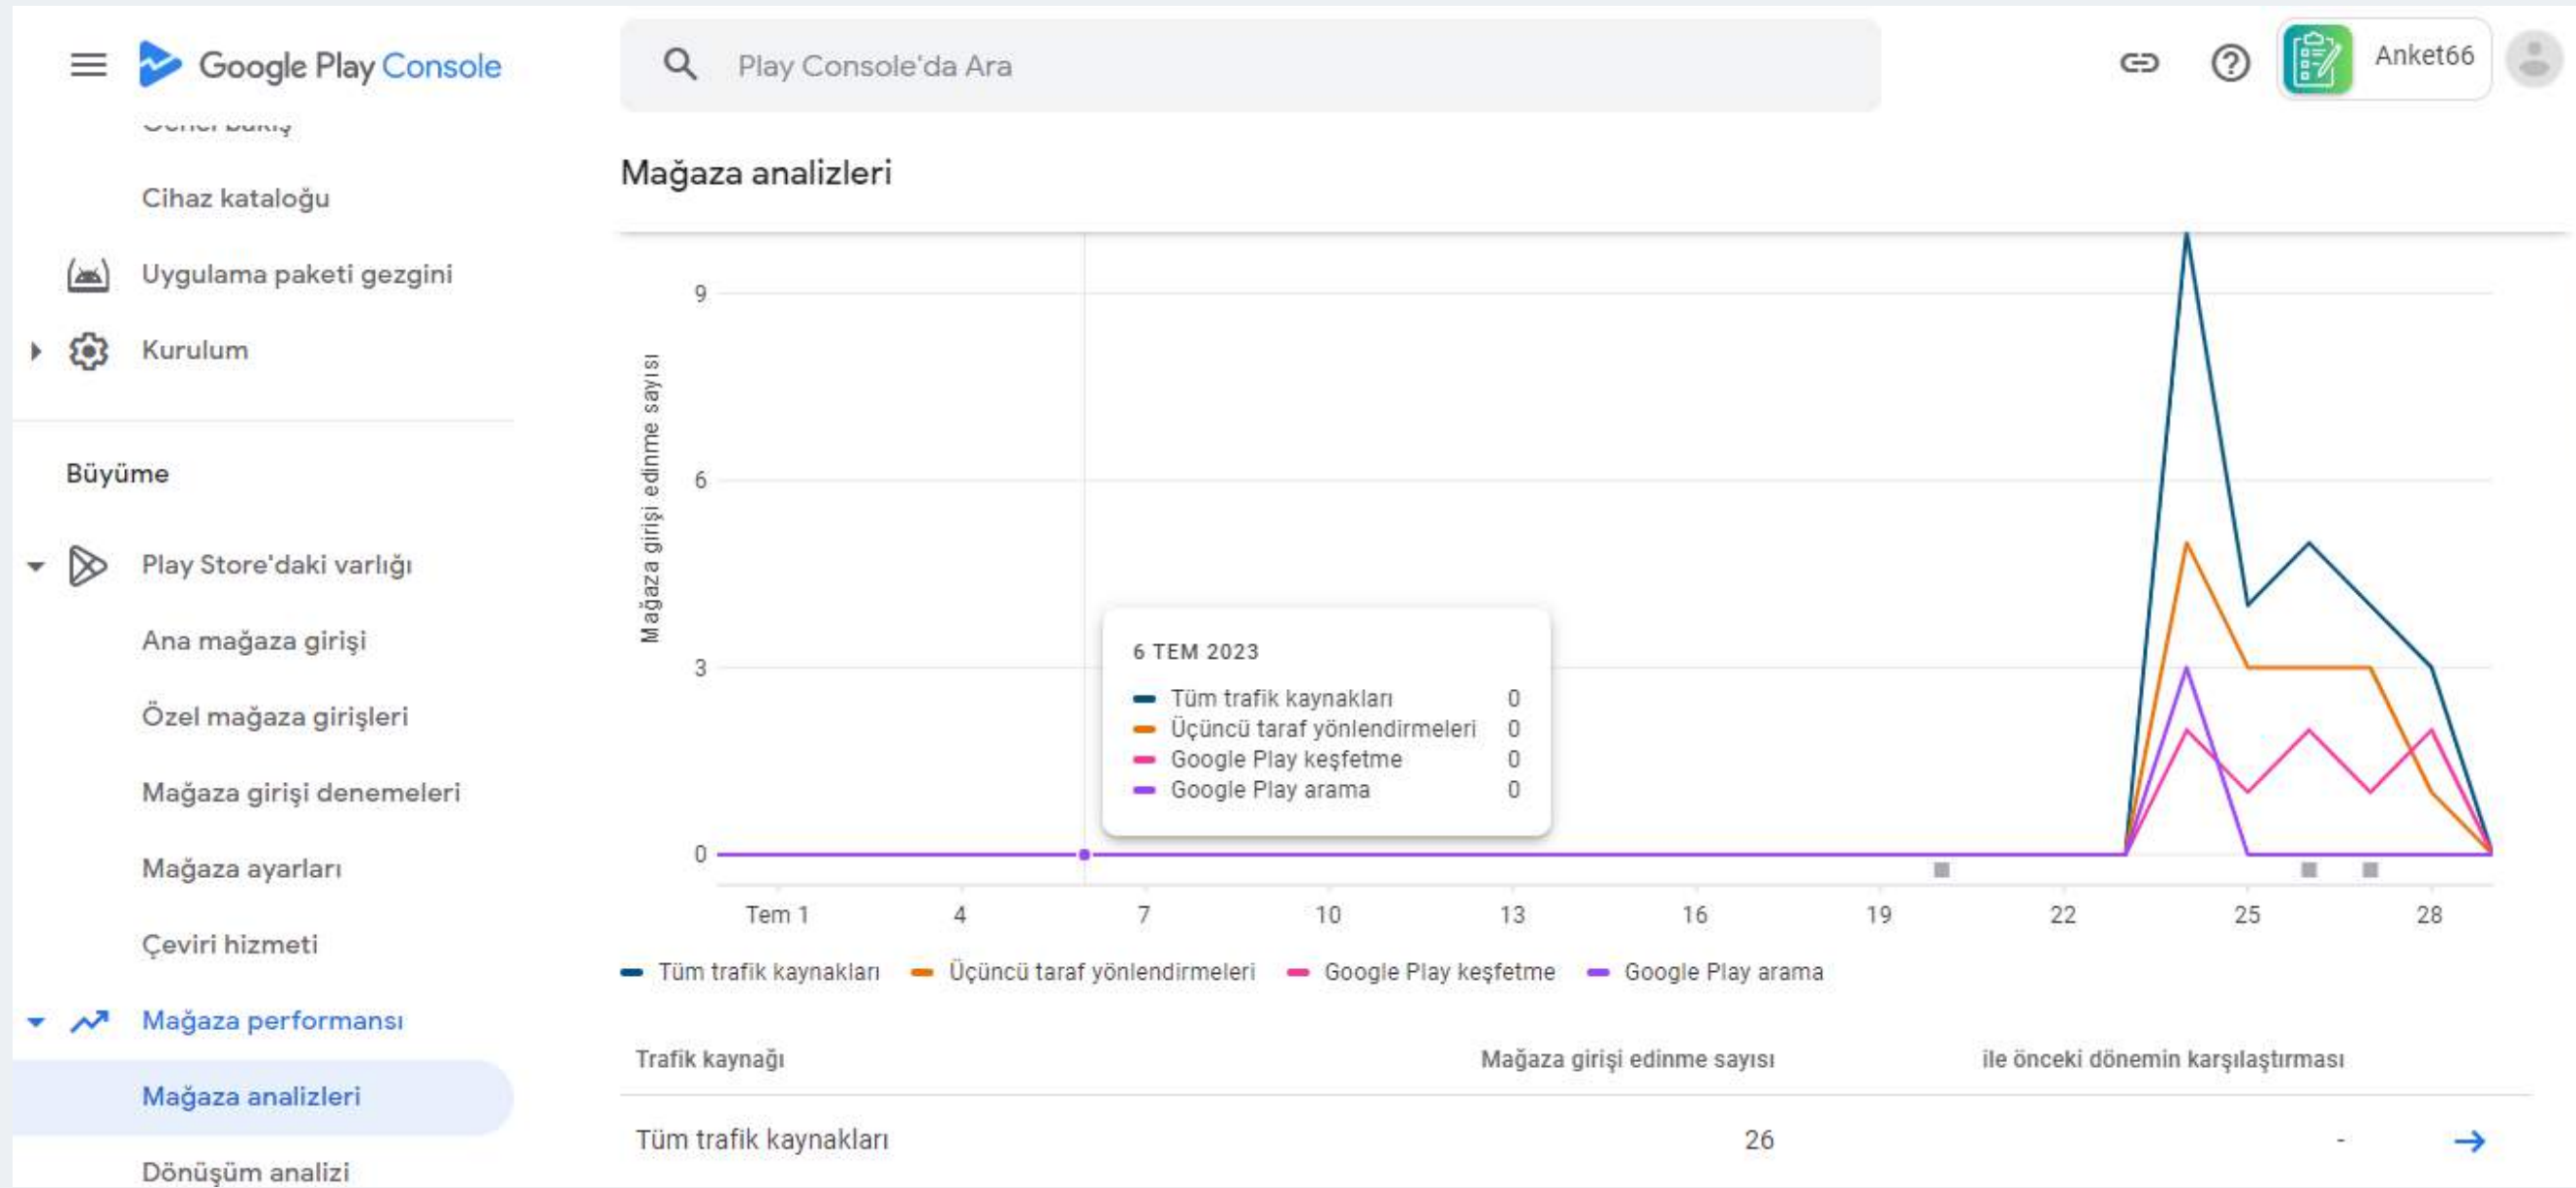 Google Play Console
Play Console'da Ara
Anket66
Genel bakış
Cihaz kataloğu
Uygulama paketi gezgini
Kurulum
Büyüme
Play Store'daki varlığı
Ana mağaza girişi
Özel mağaza girişleri
Mağaza girişi denemeleri
Mağaza ayarları
Çeviri hizmeti
Mağaza performansı
Mağaza analizleri
Dönüşüm analizi
Mağaza analizleri
Mağaza girişi edinme sayısı
9
6
3
0
6 TEM 2023
Tüm trafik kaynakları 0
Üçüncü taraf yönlendirmeleri 0
Google Play keşfetme 0
Google Play arama 0
Tem 1 4 7 10 13 16 19 22 25 28
Tüm trafik kaynakları Üçüncü taraf yönlendirmeleri Google Play keşfetme Google Play arama
Trafik kaynağı Mağaza girişi edinme sayısı ile önceki dönemin karşılaştırması
Tüm trafik kaynakları 26 -